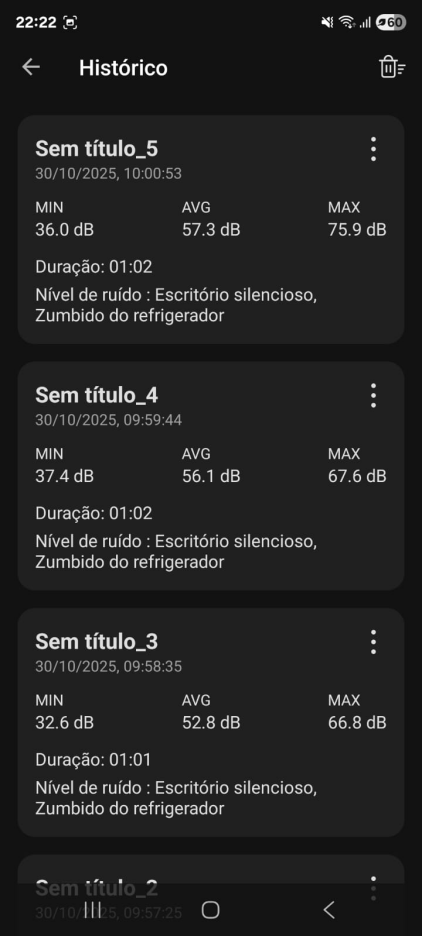 22:22 60
Histórico
Sem título_5
30/10/2025, 10:00:53
MIN AVG MAX
36.0 dB 57.3 dB 75.9 dB
Duração: 01:02
Nível de ruído : Escritório silencioso,
Zumbido do refrigerador
Sem título_4
30/10/2025, 09:59:44
MIN AVG MAX
37.4 dB 56.1 dB 67.6 dB
Duração: 01:02
Nível de ruído : Escritório silencioso,
Zumbido do refrigerador
Sem título_3
30/10/2025, 09:58:35
MIN AVG MAX
32.6 dB 52.8 dB 66.8 dB
Duração: 01:01
Nível de ruído : Escritório silencioso,
Zumbido do refrigerador
Sem título_2
30/10/2025, 09:57:25